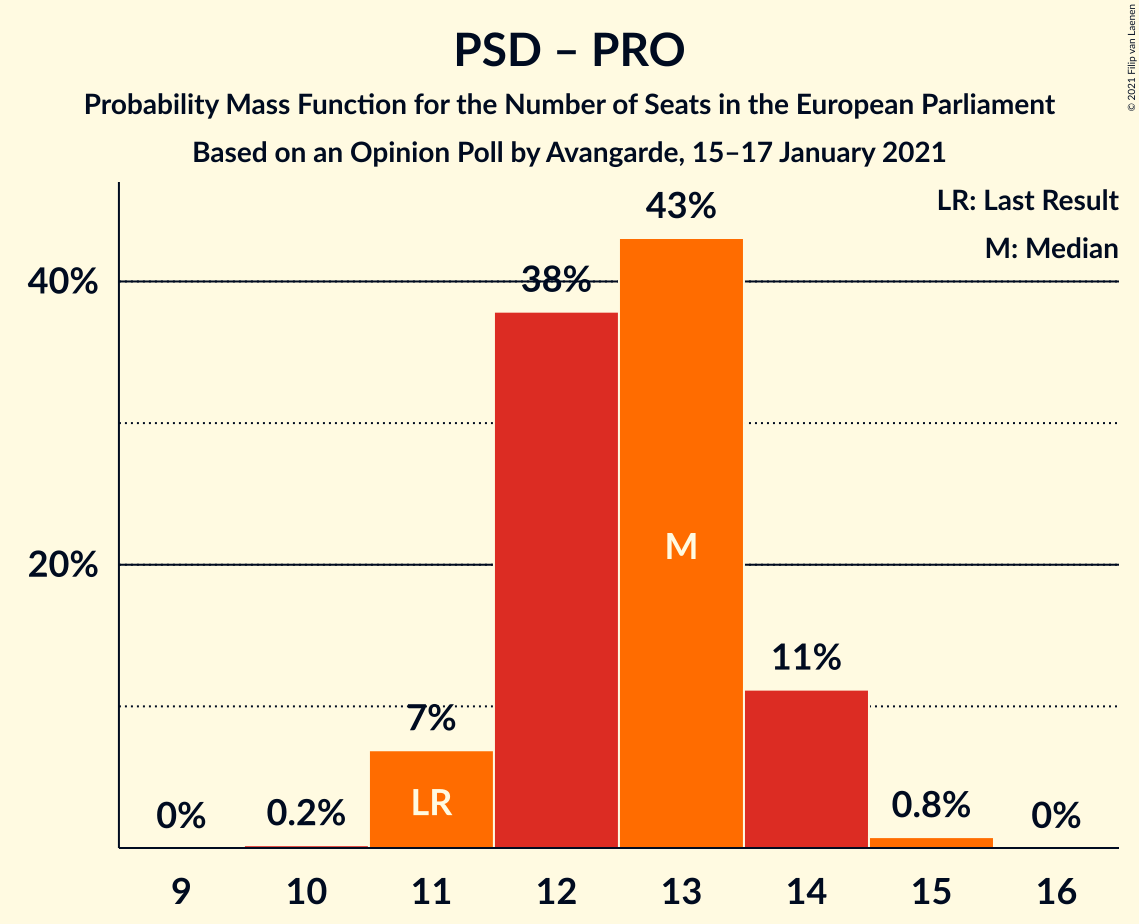 PSD – PRO
Probability Mass Function for the Number of Seats in the European Parliament
Based on an Opinion Poll by Avangarde, 15–17 January 2021
© 2021 Filip van Laenen
LR: Last Result
M: Median
43%
40%
38%
M
20%
11%
7%
LR
0%
0.2%
0.8%
0%
9 10 11 12 13 14 15 16